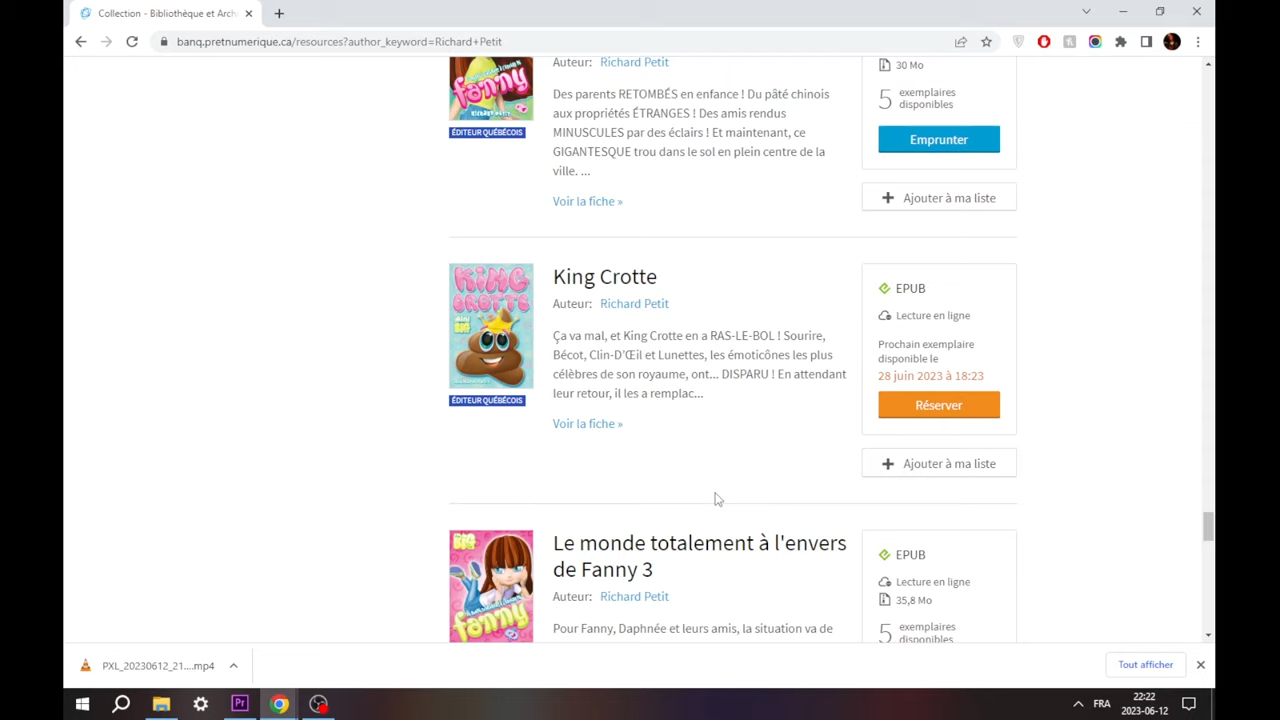 Collection - Bibliothèque et Arch
banq.pretnumerique.ca/resources?author_keyword=Richard+Petit
Auteur: Richard Petit
30 Mo
Des parents RETOMBÉS en enfance ! Du pâté chinois
aux propriétés ÉTRANGES ! Des amis rendus
MINUSCULES par des éclairs ! Et maintenant, ce
GIGANTESQUE trou dans le sol en plein centre de la
ville. ...
5 exemplaires
disponibles
fanny
RICHARD PETIT
ÉDITEUR QUÉBÉCOIS
Emprunter
Voir la fiche »
Ajouter à ma liste
KING
CROTTE
BIG
King Crotte
Auteur: Richard Petit
Ça va mal, et King Crotte en a RAS-LE-BOL ! Sourire,
Bécot, Clin-D'Œil et Lunettes, les émoticônes les plus
célèbres de son royaume, ont... DISPARU ! En attendant
leur retour, il les a remplac...
ÉDITEUR QUÉBÉCOIS
Voir la fiche »
EPUB
Lecture en ligne
Prochain exemplaire
disponible le
28 juin 2023 à 18:23
Réserver
Ajouter à ma liste
fanny
Le monde totalement à l'envers
de Fanny 3
Auteur: Richard Petit
Pour Fanny, Daphnée et leurs amis, la situation va de
EPUB
Lecture en ligne
35,8 Mo
5 exemplaires
disponibles
PXL_20230612_21....mp4
Tout afficher
Pr
FRA
22:22
2023-06-12